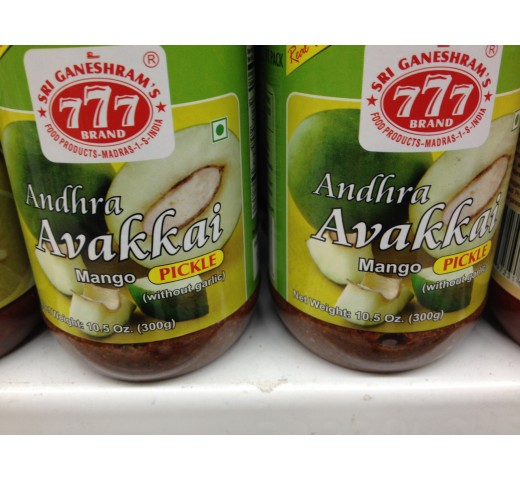 SRI GANESHRAM'S
®
777
BRAND
FOOD PRODUCTS-MADRAS-1-S-INDIA
Andhra
Avakkai
Mango PICKLE
(without garlic)
Net Weight: 10.5 Oz. (300g)
PACK
Real
SRI GANESHRAM'S
®
777
BRAND
FOOD PRODUCTS-MADRAS-1-S-INDIA
Andhra
Avakkai
Mango PICKLE
(without garlic)
Net Weight: 10.5 Oz. (300g)